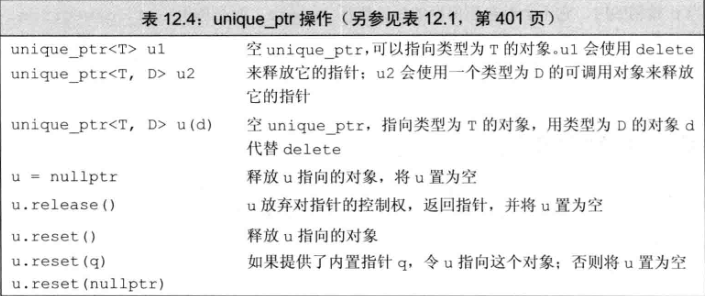 表 12.4：unique_ptr 操作（另参见表 12.1，第 401 页）
unique_ptr<T> u1 空 unique_ptr，可以指向类型为 T 的对象。u1 会使用 delete
unique_ptr<T, D> u2 来释放它的指针；u2 会使用一个类型为 D 的可调用对象来释放
它的指针
unique_ptr<T, D> u(d) 空 unique_ptr，指向类型为 T 的对象，用类型为 D 的对象 d
代替 delete
u = nullptr 释放 u 指向的对象，将 u 置为空
u.release() u 放弃对指针的控制权，返回指针，并将 u 置为空
u.reset() 释放 u 指向的对象
u.reset(q) 如果提供了内置指针 q，令 u 指向这个对象；否则将 u 置为空
u.reset(nullptr)